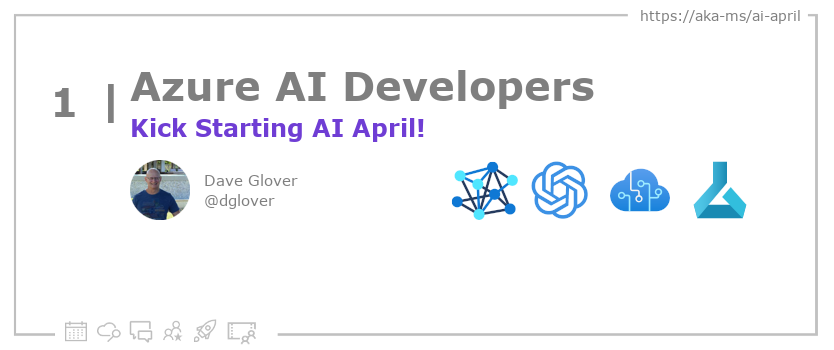 https://aka-ms/ai-april
1 | Azure AI Developers
Kick Starting AI April!
Dave Glover
@dglover